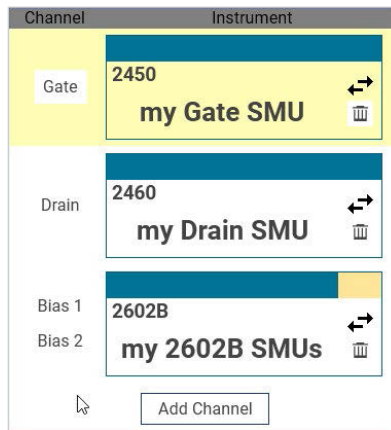 Channel Instrument
Gate
2450
my Gate SMU
Drain
2460
my Drain SMU
Bias 1
Bias 2
2602B
my 2602B SMUs
Add Channel